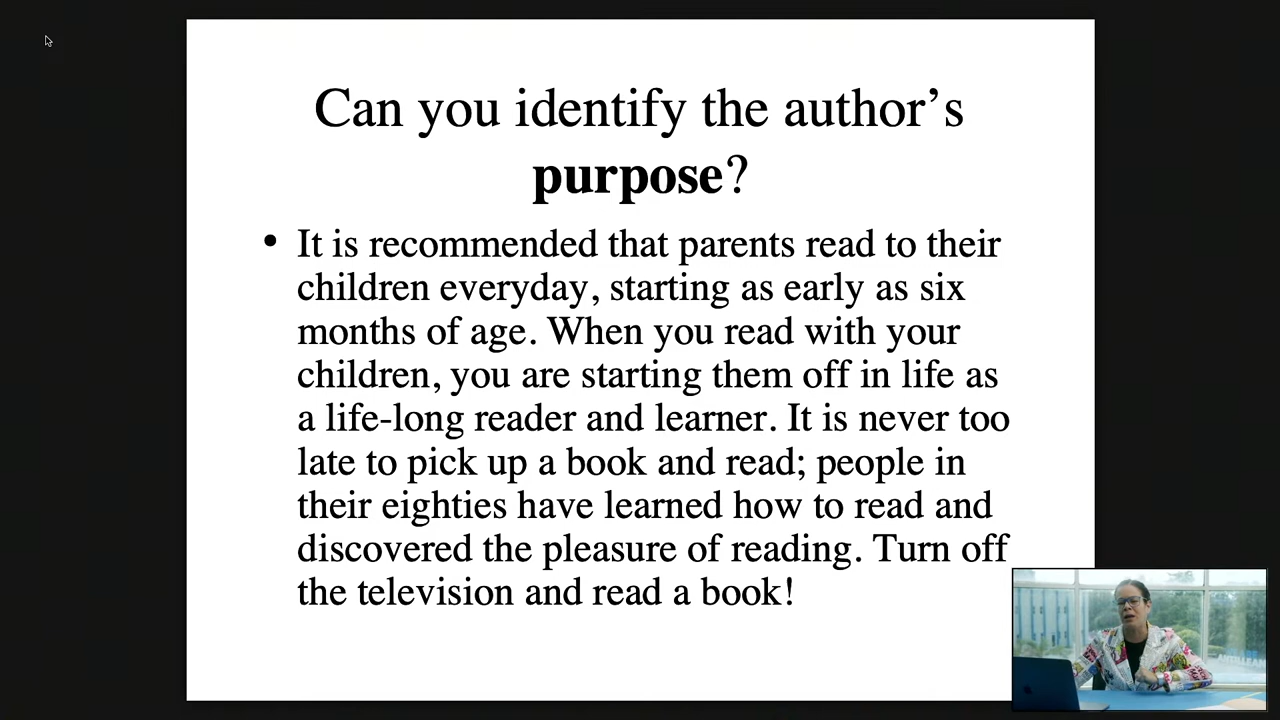 Can you identify the author's
purpose?
• It is recommended that parents read to their
children everyday, starting as early as six
months of age. When you read with your
children, you are starting them off in life as
a life-long reader and learner. It is never too
late to pick up a book and read; people in
their eighties have learned how to read and
discovered the pleasure of reading. Turn off
the television and read a book!